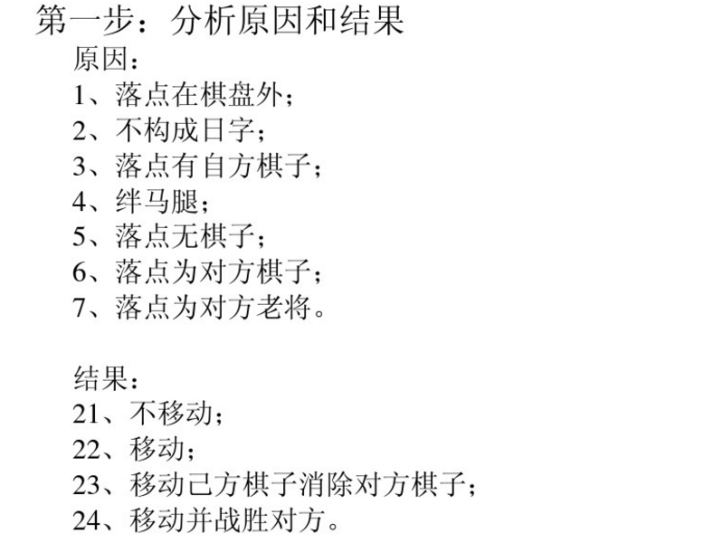 第一步：分析原因和结果
原因：
1、落点在棋盘外；
2、不构成日字；
3、落点有自方棋子；
4、绊马腿；
5、落点无棋子；
6、落点为对方棋子；
7、落点为对方老将。
结果：
21、不移动；
22、移动；
23、移动己方棋子消除对方棋子；
24、移动并战胜对方。